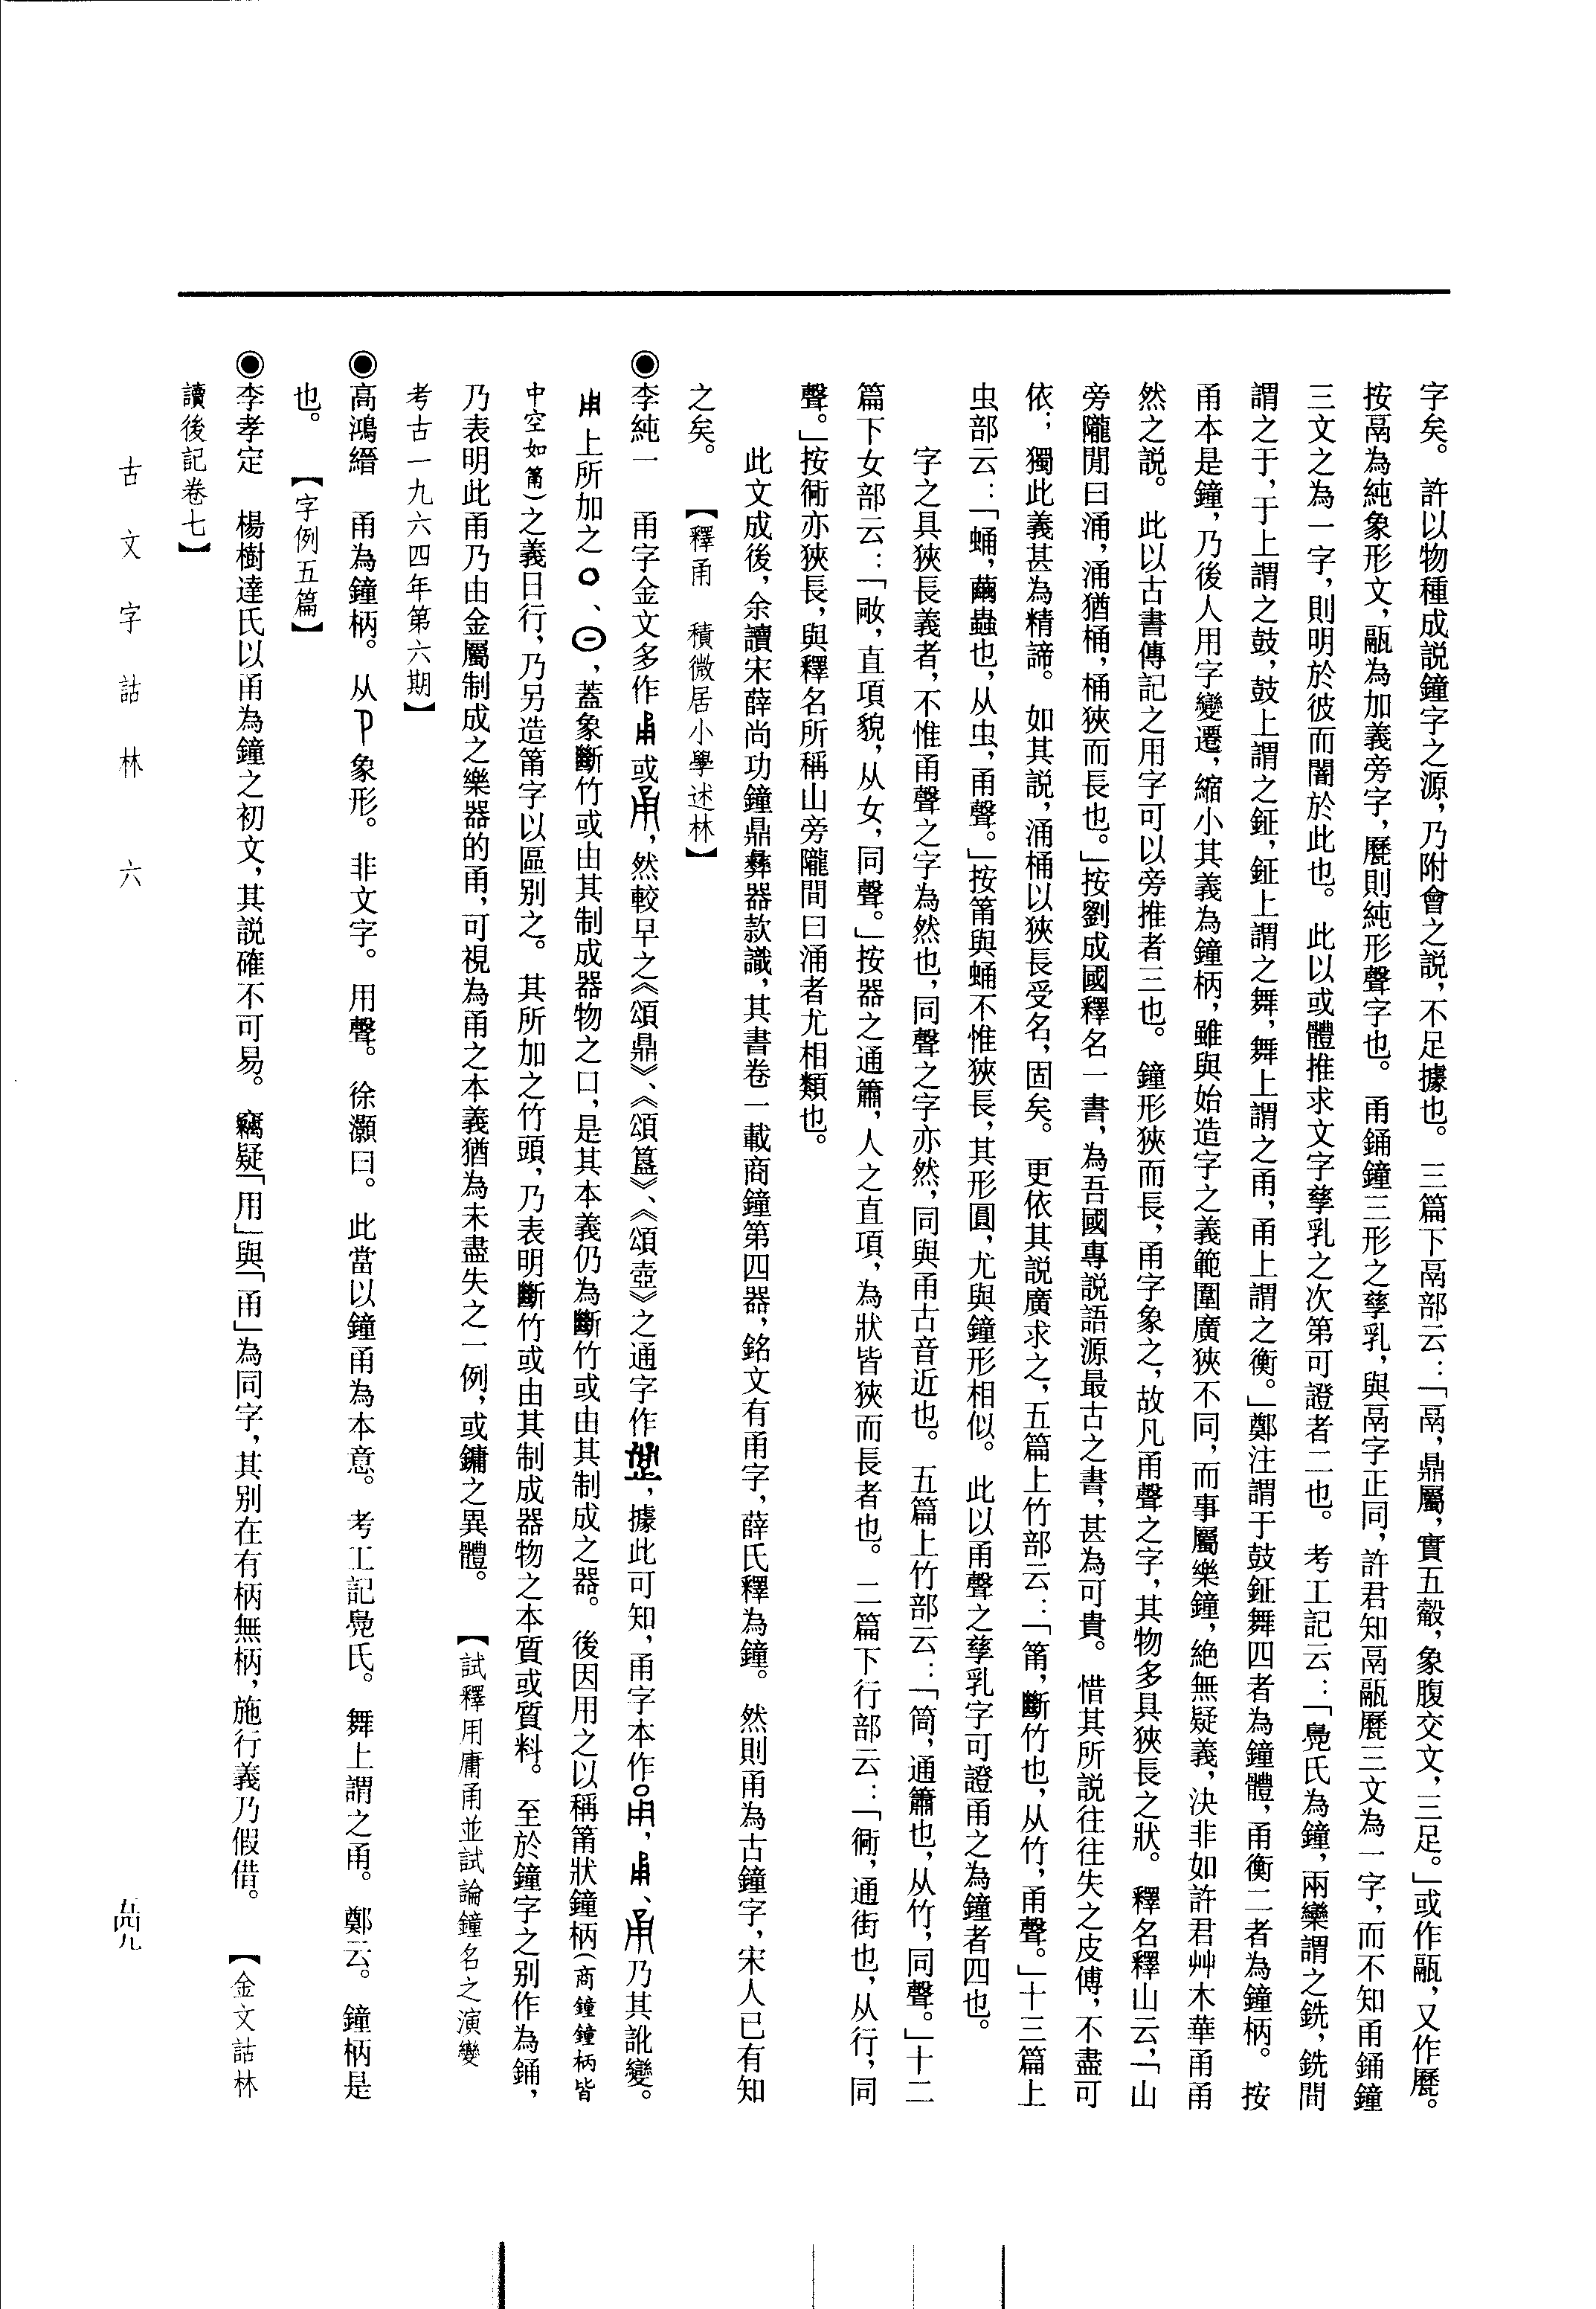 字矣。許以物種成説鐘字之源，乃附會之説，不足據也。三篇下鬲部云：「鬲，鼎屬，實五觳，象腹交文，三足。」或作䰛，又作㽁。
按鬲為純象形文，䰛為加義旁字，㽁則純形聲字也。甬銿鐘三形之孳乳，與鬲字正同，許君知鬲䰛㽁三文為一字，而不知甬銿鐘
三文之為一字，則明於彼而闇於此也。此以或體推求文字孳乳之次第可證者二也。考工記云：「鳧氏為鐘，兩欒謂之銑，銑間
謂之于，于上謂之鼓，鼓上謂之鉦，鉦上謂之舞，舞上謂之甬，甬上謂之衡。」鄭注謂于鼓鉦舞四者為鐘體，甬衡二者為鐘柄。按
甬本是鐘，乃後人用字變遷，縮小其義為鐘柄，雖與始造字之義範圍廣狹不同，而事屬樂鐘，絶無疑義，決非如許君艸木華甬甬
然之説。此以古書傳記之用字可以旁推者三也。鐘形狹而長，甬字象之，故凡甬聲之字，其物多具狹長之狀。釋名釋山云，「山
旁隴閒曰涌，涌猶桶，桶狹而長也。」按劉成國釋名一書，為吾國專説語源最古之書，甚為可貴。惜其所説往往失之皮傅，不盡可
依；獨此義甚為精諦。如其説，涌桶以狹長受名，固矣。更依其説廣求之，五篇上竹部云：「筩，斷竹也，从竹，甬聲。」十三篇上
虫部云：「蛹，繭蟲也，从虫，甬聲。」按筩與蛹不惟狹長，其形圓，尤與鐘形相似。此以甬聲之孳乳字可證甬之為鐘者四也。
字之具狹長義者，不惟甬聲之字為然也，同聲之字亦然，同與甬古音近也。五篇上竹部云：「筒，通簫也，从竹，同聲。」十二
篇下女部云：「㛚，直項貌，从女，同聲。」按器之通簫，人之直項，為狀皆狹而長者也。二篇下行部云：「衕，通街也，从行，同
聲。」按衕亦狹長，與釋名所稱山旁隴間曰涌者尤相類也。
此文成後，余讀宋薛尚功鐘鼎彝器款識，其書卷一載商鐘第四器，銘文有甬字，薛氏釋為鐘。然則甬為古鐘字，宋人已有知
之矣。【釋甬　積微居小學述林】
◉李純一　甬字金文多作或，然較早之《頌鼎》、《頌簋》、《頌壺》之通字作，據此可知，甬字本作，、乃其訛變。
上所加之〇、㊀，蓋象斷竹或由其制成器物之口，是其本義仍為斷竹或由其制成之器。後因用之以稱筩狀鐘柄（商鐘鐘柄皆
中空如筩）之義日行，乃另造筩字以區别之。其所加之竹頭，乃表明斷竹或由其制成器物之本質或質料。至於鐘字之别作為銿，
乃表明此甬乃由金屬制成之樂器的甬，可視為甬之本義猶為未盡失之一例，或鏞之異體。【試釋用庸甬並試論鐘名之演變
考古一九六四年第六期】
◉高鴻縉　甬為鐘柄。从象形。非文字。用聲。徐灝曰。此當以鐘甬為本意。考工記鳧氏。舞上謂之甬。鄭云。鐘柄是
也。【字例五篇】
◉李孝定　楊樹達氏以甬為鐘之初文，其説確不可易。竊疑「用」與「甬」為同字，其别在有柄無柄，施行義乃假借。【金文詁林
讀後記卷七】
古文字詁林　六
五四九